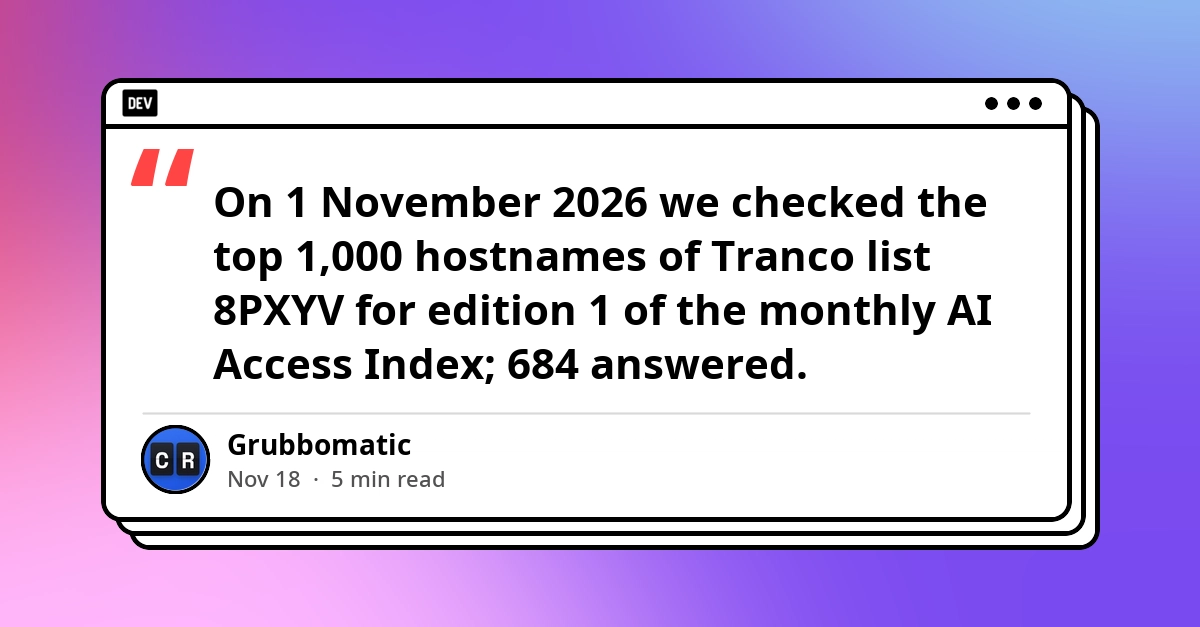 DEV
“
On 1 November 2026 we checked the
top 1,000 hostnames of Tranco list
8PXYV for edition 1 of the monthly AI
Access Index; 684 answered.
CR
Grubbomatic
Nov 18 · 5 min read